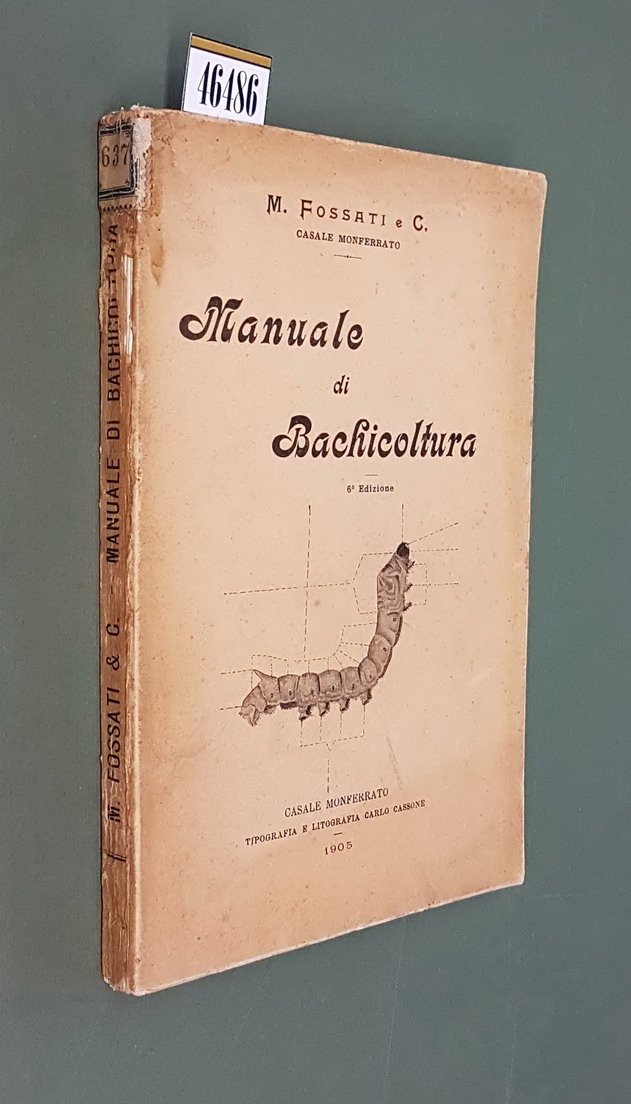 46486
637
M. FOSSATI & C. MANUALE DI BACHICOLTURA
M. FOSSATI e C.
CASALE MONFERRATO
Manuale
di
Bachicoltura
6ª Edizione
CASALE MONFERRATO
TIPOGRAFIA E LITOGRAFIA CARLO CASSONE
1905